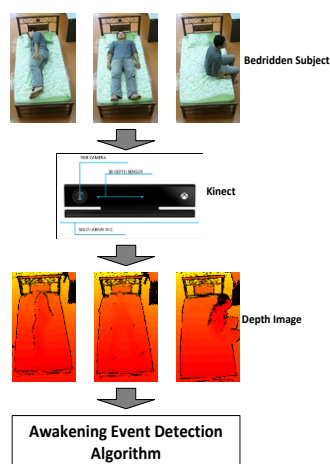 Bedridden Subject
RGB CAMERA
3D DEPTH SENSOR
Kinect
MULTI-ARRAY MIC
Depth Image
Awakening Event Detection
Algorithm